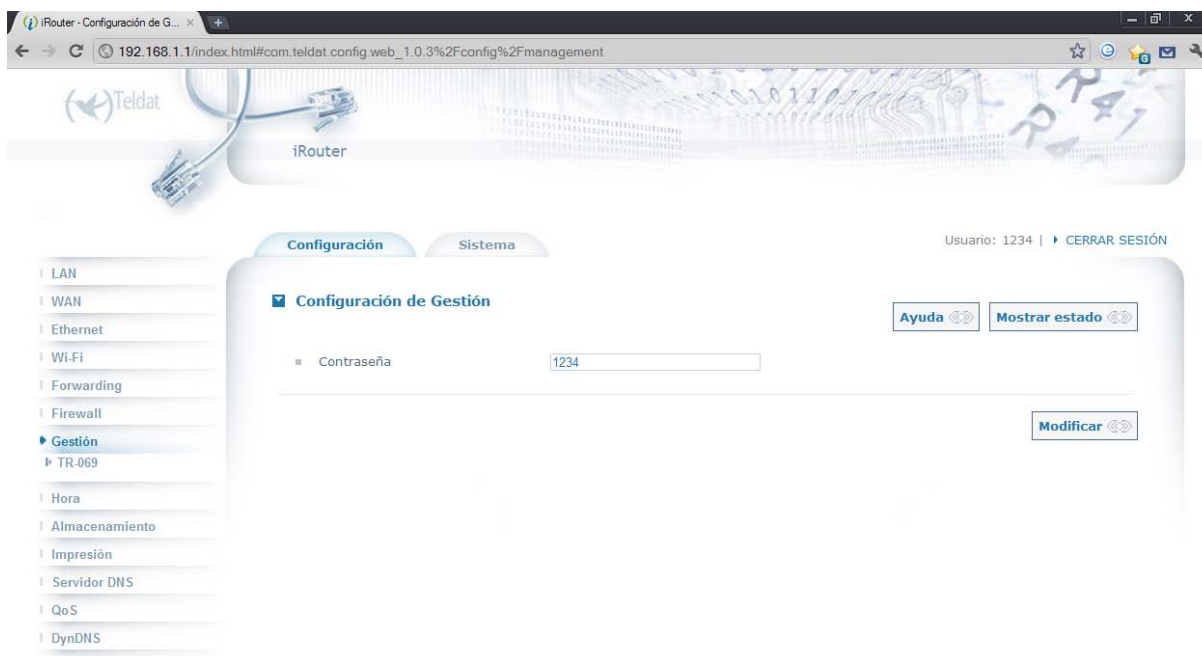 iRouter - Configuración de G...
192.168.1.1/index.html#com.teldat.config.web_1.0.3%2Fconfig%2Fmanagement
Teldat
iRouter
Configuración
Sistema
Usuario: 1234 | CERRAR SESIÓN
LAN
WAN
Ethernet
Wi-Fi
Forwarding
Firewall
Gestión
TR-069
Hora
Almacenamiento
Impresión
Servidor DNS
QoS
DynDNS
Configuración de Gestión
Ayuda
Mostrar estado
Contraseña
1234
Modificar